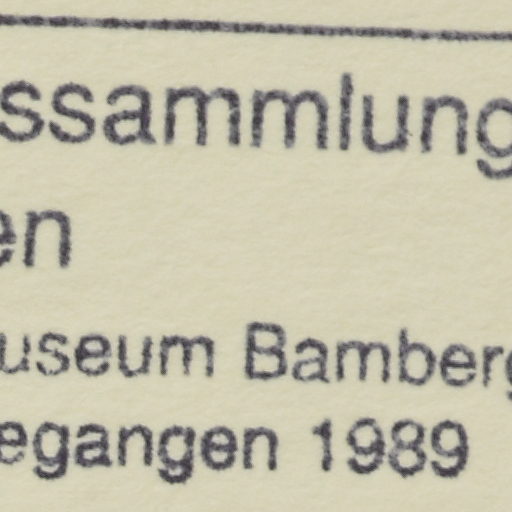 ssammlung
en
useum Bamberg
egangen 1989